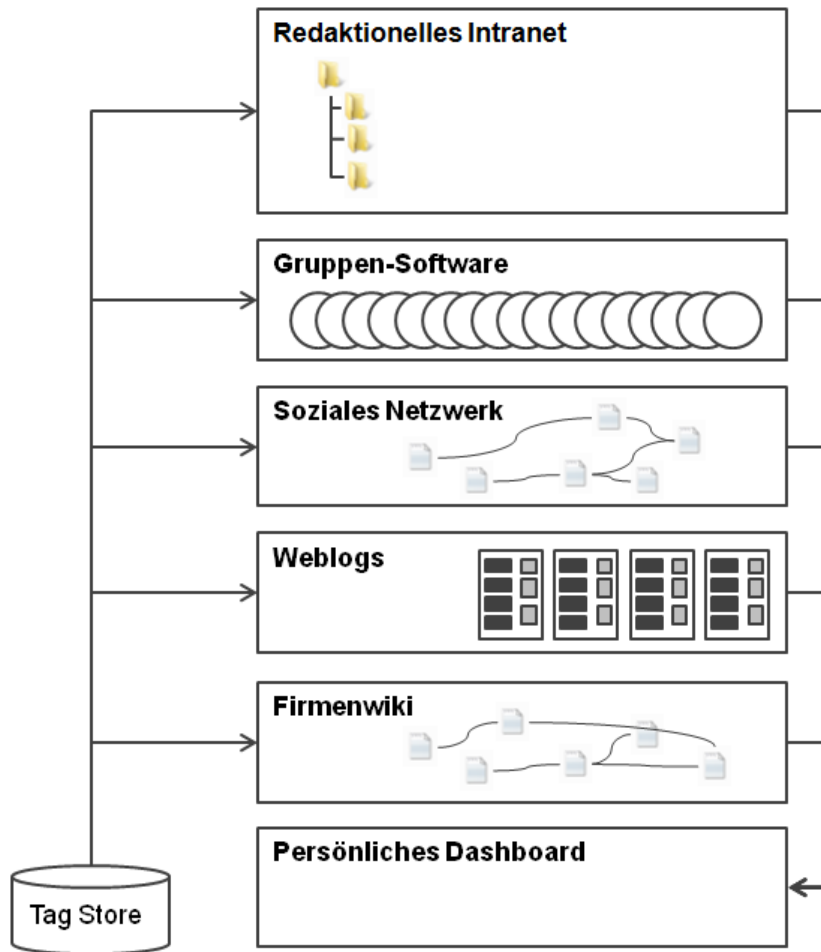 Redaktionelles Intranet
Gruppen-Software
Soziales Netzwerk
Weblogs
Firmenwiki
Persönliches Dashboard
Tag Store